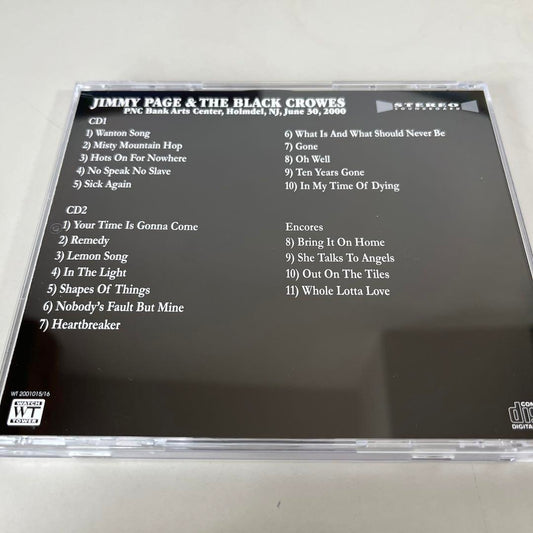 JIMMY PAGE & THE BLACK CROWES
PNC Bank Arts Center, Holmdel, NJ, June 30, 2000
STEREO
CD1
1) Wanton Song
2) Misty Mountain Hop
3) Hots On For Nowhere
4) No Speak No Slave
5) Sick Again
6) What Is And What Should Never Be
7) Gone
8) Oh Well
9) Ten Years Gone
10) In My Time Of Dying
CD2
1) Your Time Is Gonna Come
2) Remedy
3) Lemon Song
4) In The Light
5) Shapes Of Things
6) Nobody's Fault But Mine
7) Heartbreaker
Encores
8) Bring It On Home
9) She Talks To Angels
10) Out On The Tiles
11) Whole Lotta Love
WT 2001015/16
WATCH
WT
TOWER
COM
dis
DIGITAL